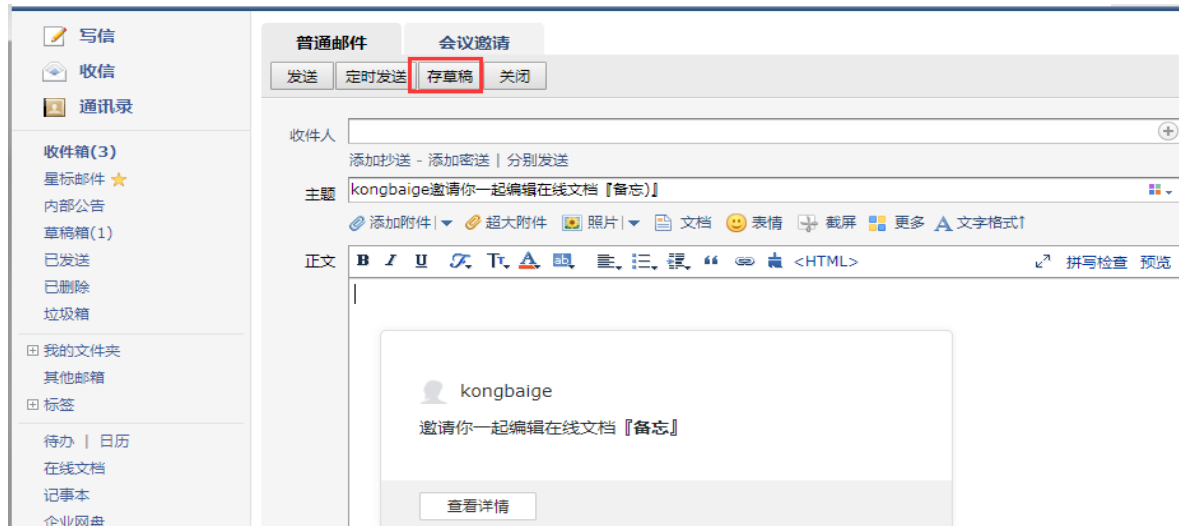 写信
收信
通讯录
收件箱(3)
星标邮件
内部公告
草稿箱(1)
已发送
已删除
垃圾箱
我的文件夹
其他邮箱
标签
待办 | 日历
在线文档
记事本
企业网盘
普通邮件 会议邀请
发送 定时发送 存草稿 关闭
收件人
添加抄送 - 添加密送 | 分别发送
主题 kongbaige邀请你一起编辑在线文档『备忘)』
添加附件| 超大附件 照片| 文档 表情 截屏 更多 A 文字格式↑
正文 B I U <HTML> 拼写检查 预览
kongbaige
邀请你一起编辑在线文档『备忘』
查看详情